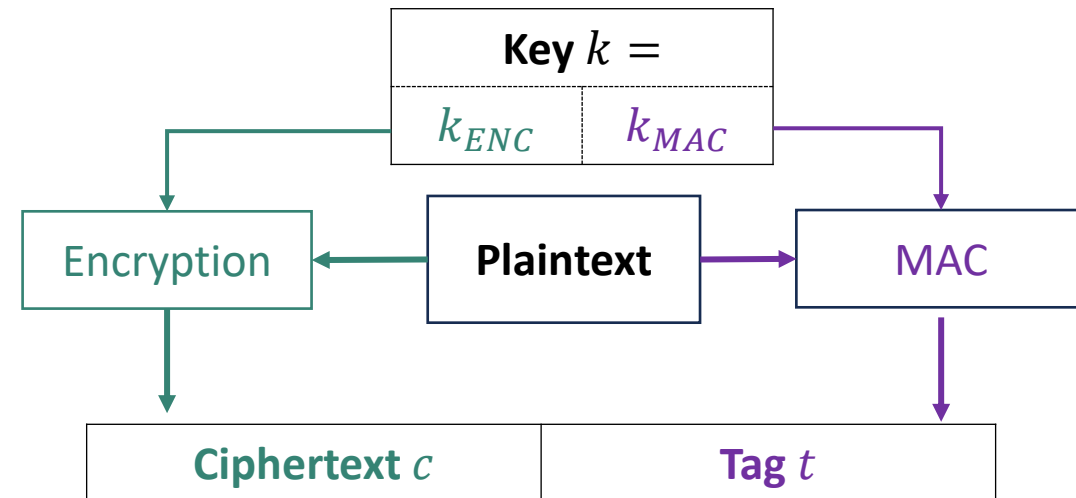 Key k =
k_ENC
k_MAC
Encryption
Plaintext
MAC
Ciphertext c
Tag t